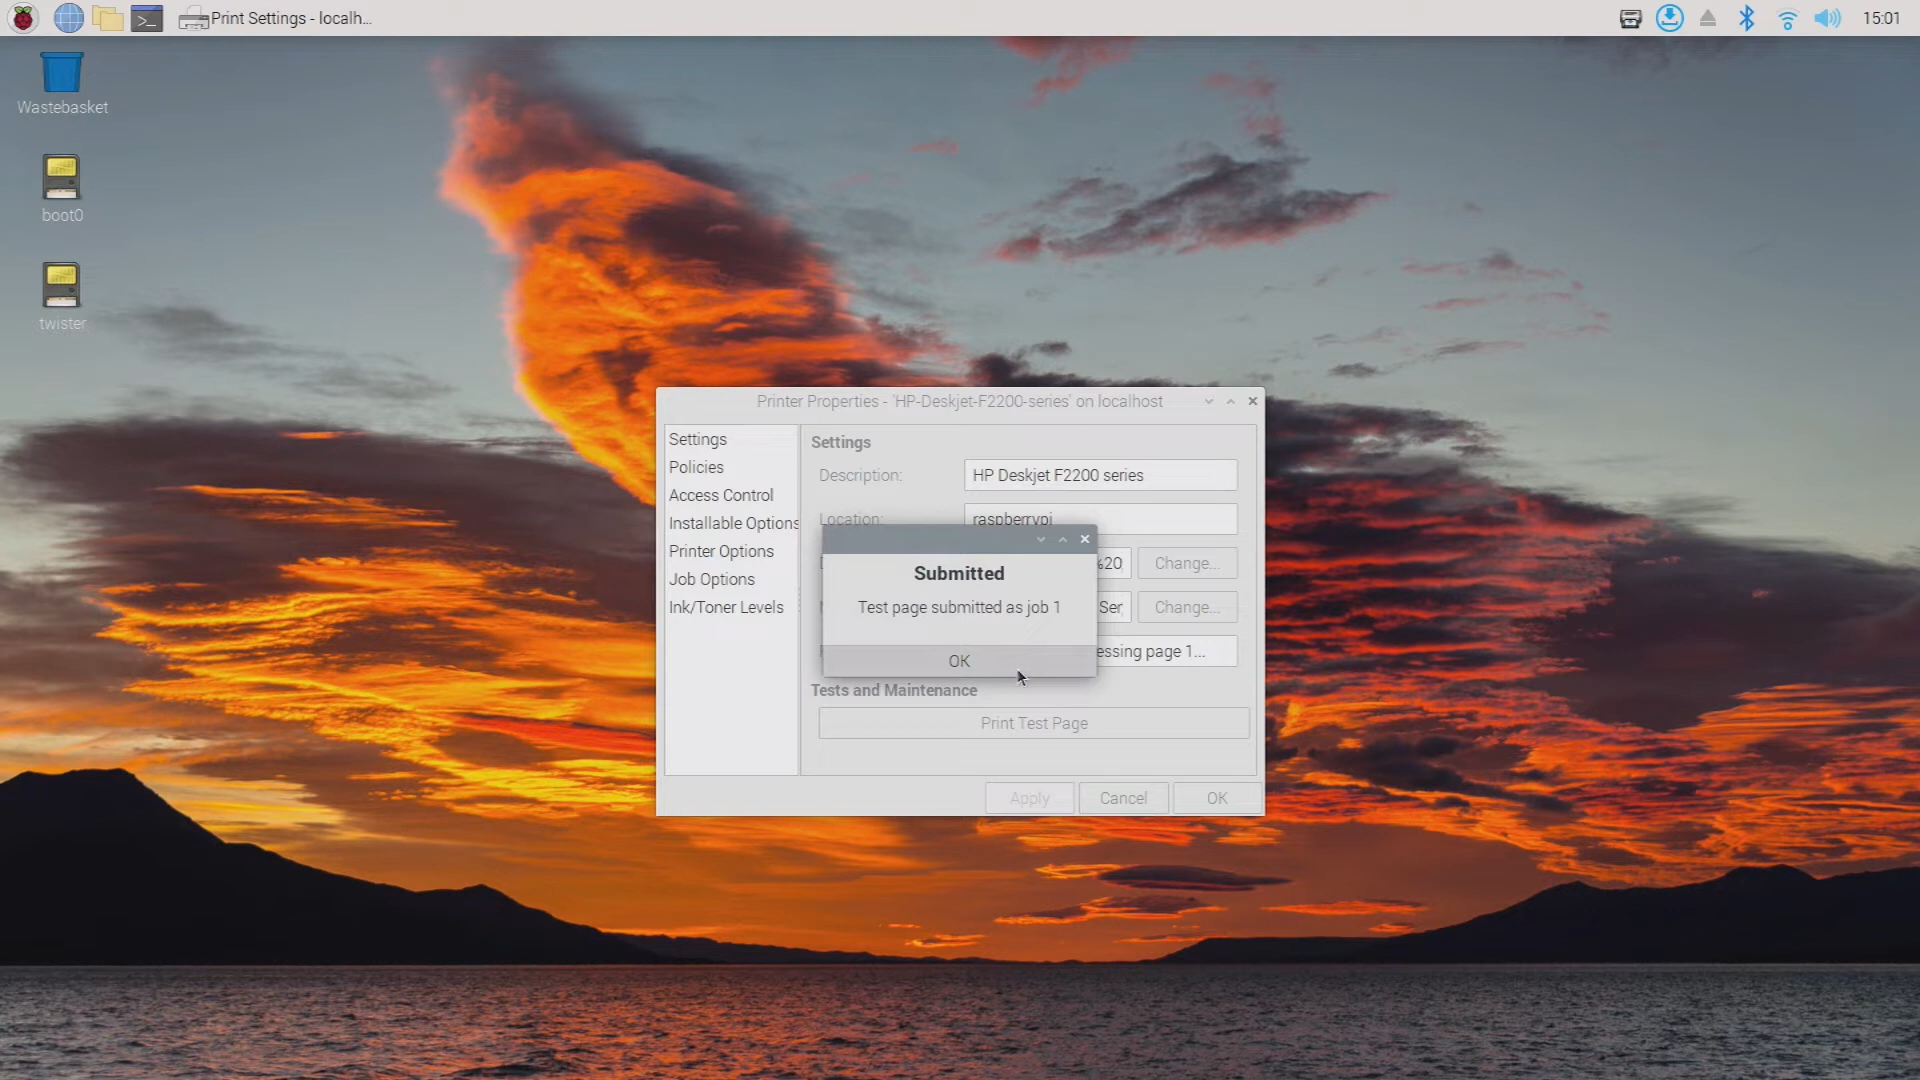 Print Settings - localh...
15:01
Wastebasket
boot0
twister
Printer Properties - 'HP-Deskjet-F2200-series' on localhost
Settings
Policies
Access Control
Installable Options
Printer Options
Job Options
Ink/Toner Levels
Settings
Description:
HP Deskjet F2200 series
Location:
raspberrypi
%20
Change...
Ser
Change...
essing page 1...
Submitted
Test page submitted as job 1
OK
Tests and Maintenance
Print Test Page
Apply
Cancel
OK